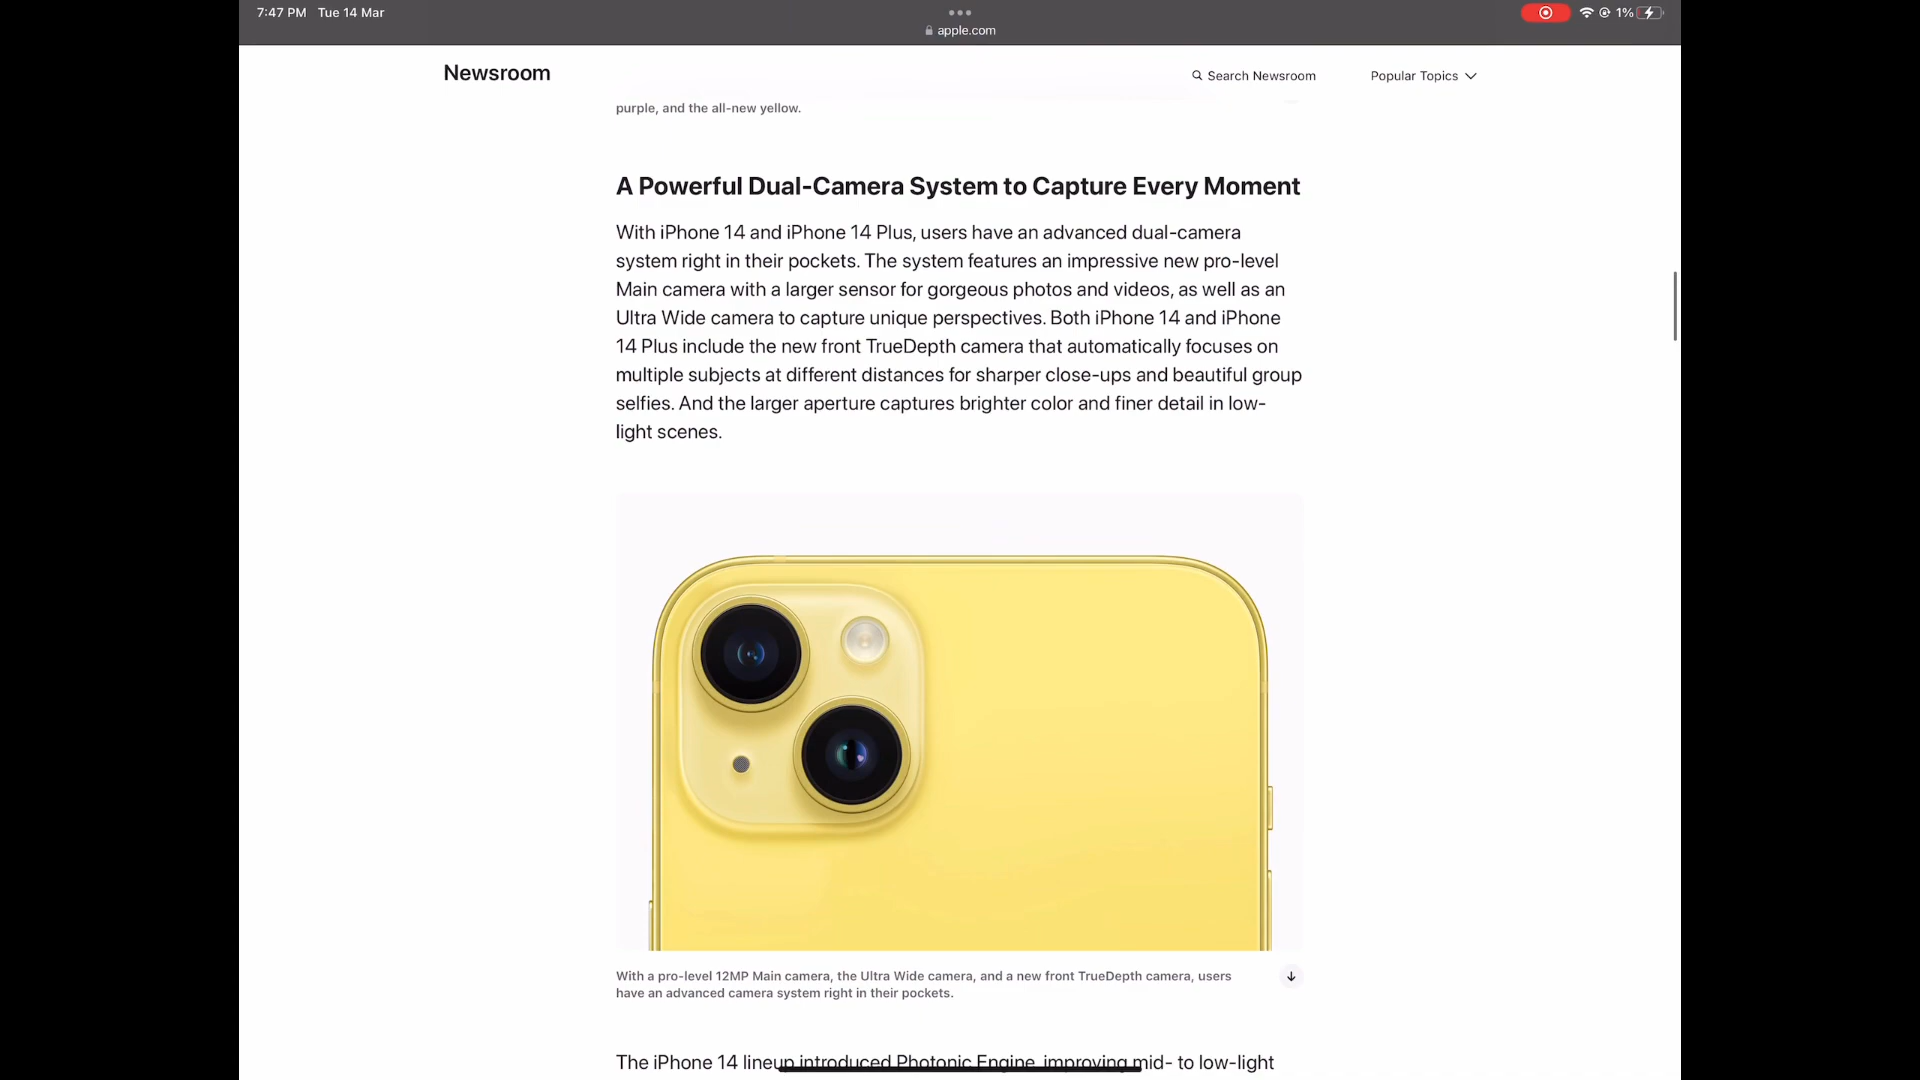 7:47 PM Tue 14 Mar
1%
apple.com
Newsroom
Search Newsroom
Popular Topics
purple, and the all-new yellow.
A Powerful Dual-Camera System to Capture Every Moment
With iPhone 14 and iPhone 14 Plus, users have an advanced dual-camera
system right in their pockets. The system features an impressive new pro-level
Main camera with a larger sensor for gorgeous photos and videos, as well as an
Ultra Wide camera to capture unique perspectives. Both iPhone 14 and iPhone
14 Plus include the new front TrueDepth camera that automatically focuses on
multiple subjects at different distances for sharper close-ups and beautiful group
selfies. And the larger aperture captures brighter color and finer detail in low-
light scenes.
With a pro-level 12MP Main camera, the Ultra Wide camera, and a new front TrueDepth camera, users
have an advanced camera system right in their pockets.
The iPhone 14 lineup introduced Photonic Engine, improving mid- to low-light